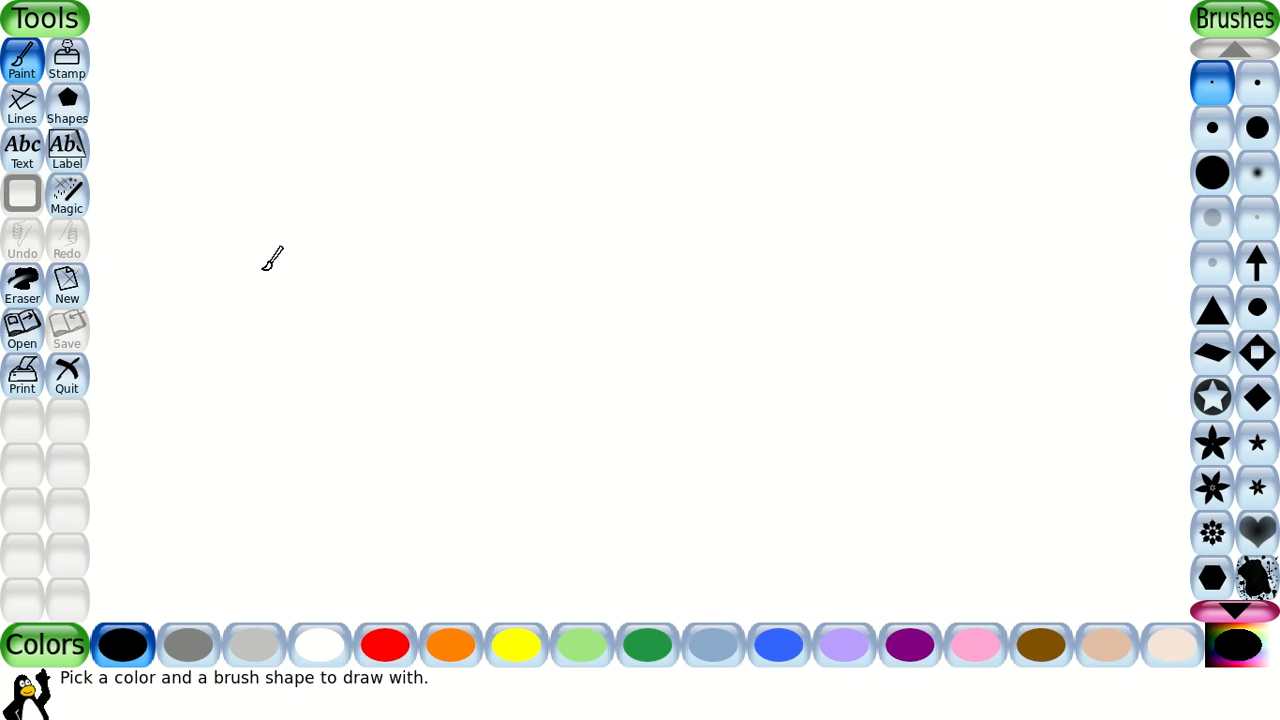 Tools
Brushes
Paint
Stamp
Lines
Shapes
Abc
Abc
Text
Label
Magic
Undo
Redo
Eraser
New
Open
Save
Print
Quit
Colors
Pick a color and a brush shape to draw with.